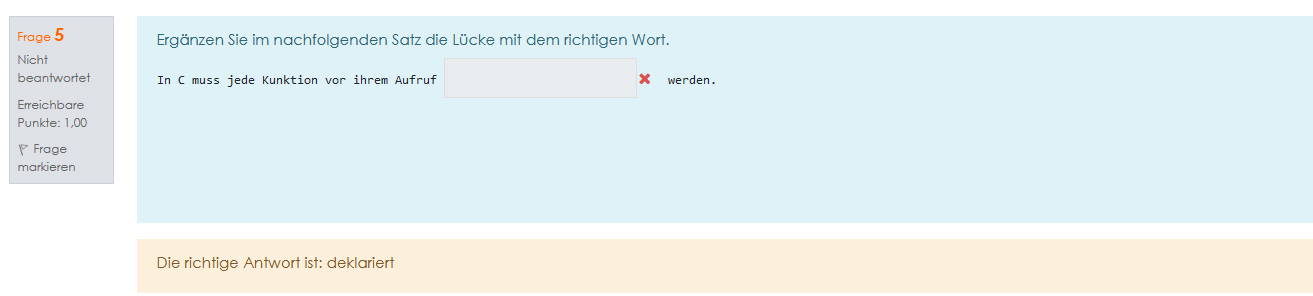 Frage 5
Nicht
beantwortet
Erreichbare
Punkte: 1,00
Frage
markieren
Ergänzen Sie im nachfolgenden Satz die Lücke mit dem richtigen Wort.
In C muss jede Kunktion vor ihrem Aufruf werden.
Die richtige Antwort ist: deklariert